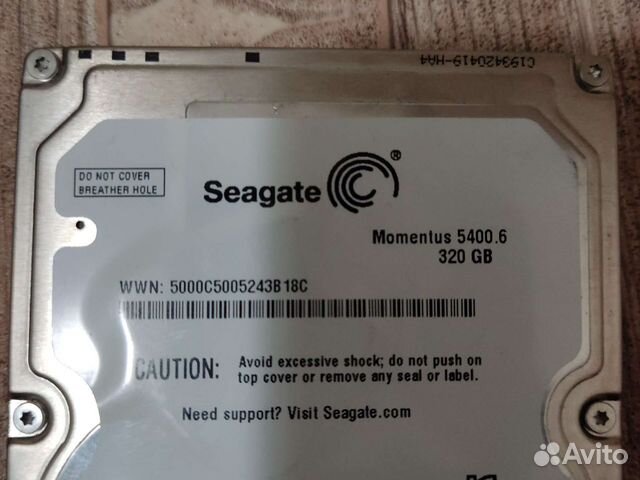 C193420419-MA4
DO NOT COVER
BREATHER HOLE
Seagate®
Momentus 5400.6
320 GB
WWN: 5000C5005243B18C
CAUTION:
Avoid excessive shock; do not push on
top cover or remove any seal or label.
Need support? Visit Seagate.com
Avito